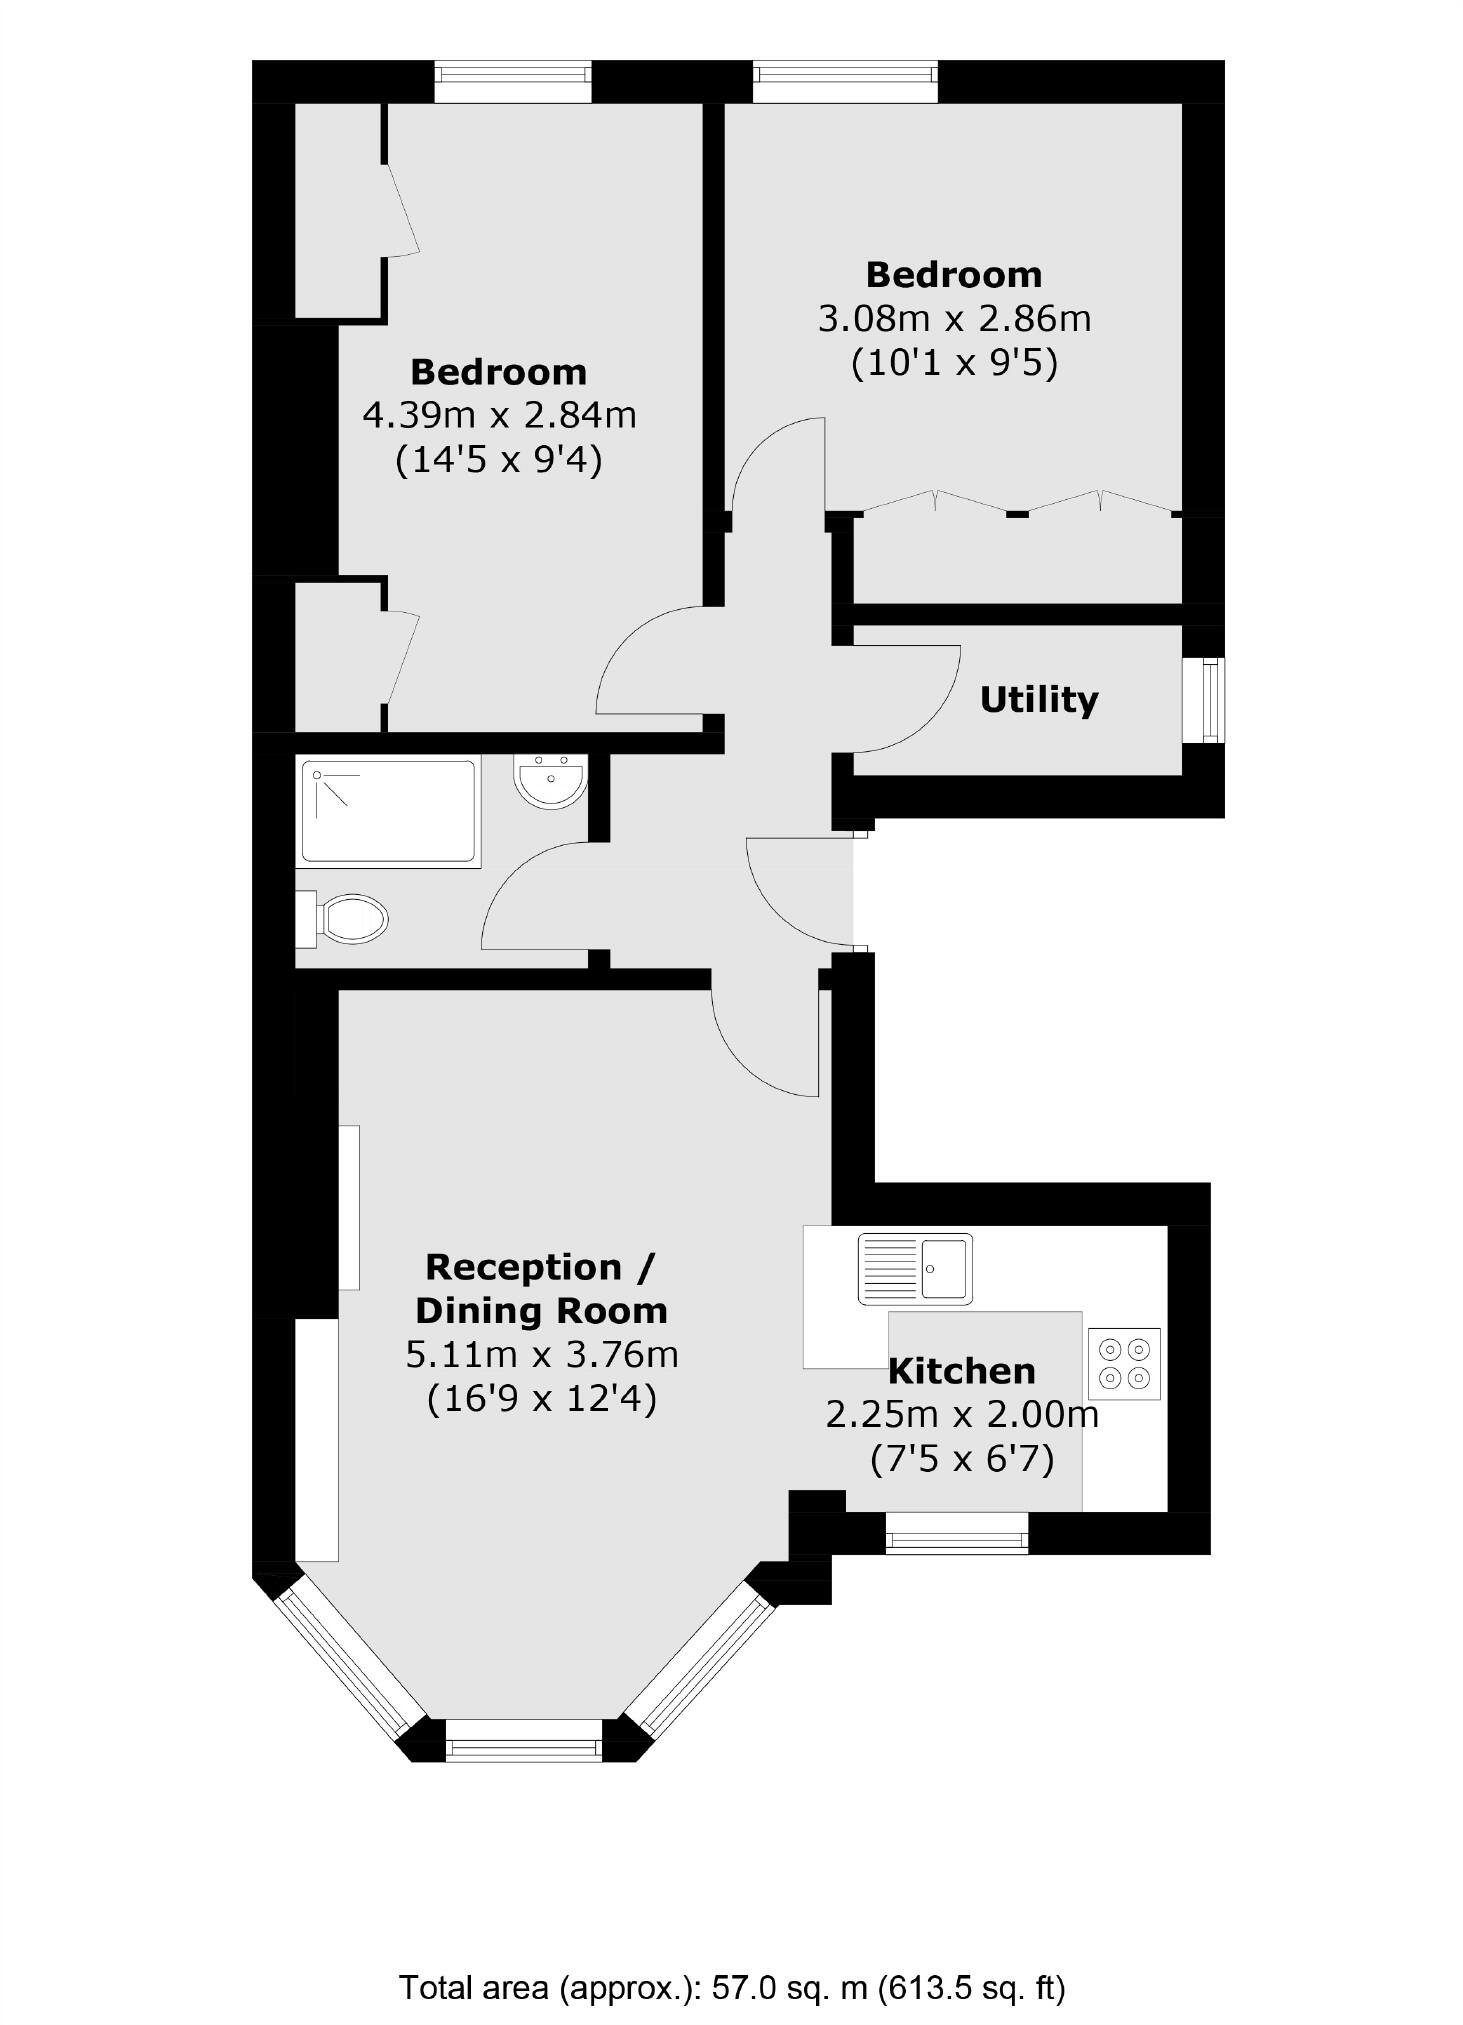 Bedroom
3.08m x 2.86m
(10'1 x 9'5)
Bedroom
4.39m x 2.84m
(14'5 x 9'4)
Utility
Reception /
Dining Room
5.11m x 3.76m
(16'9 x 12'4)
Kitchen
2.25m x 2.00m
(7'5 x 6'7)
Total area (approx.): 57.0 sq. m (613.5 sq. ft)